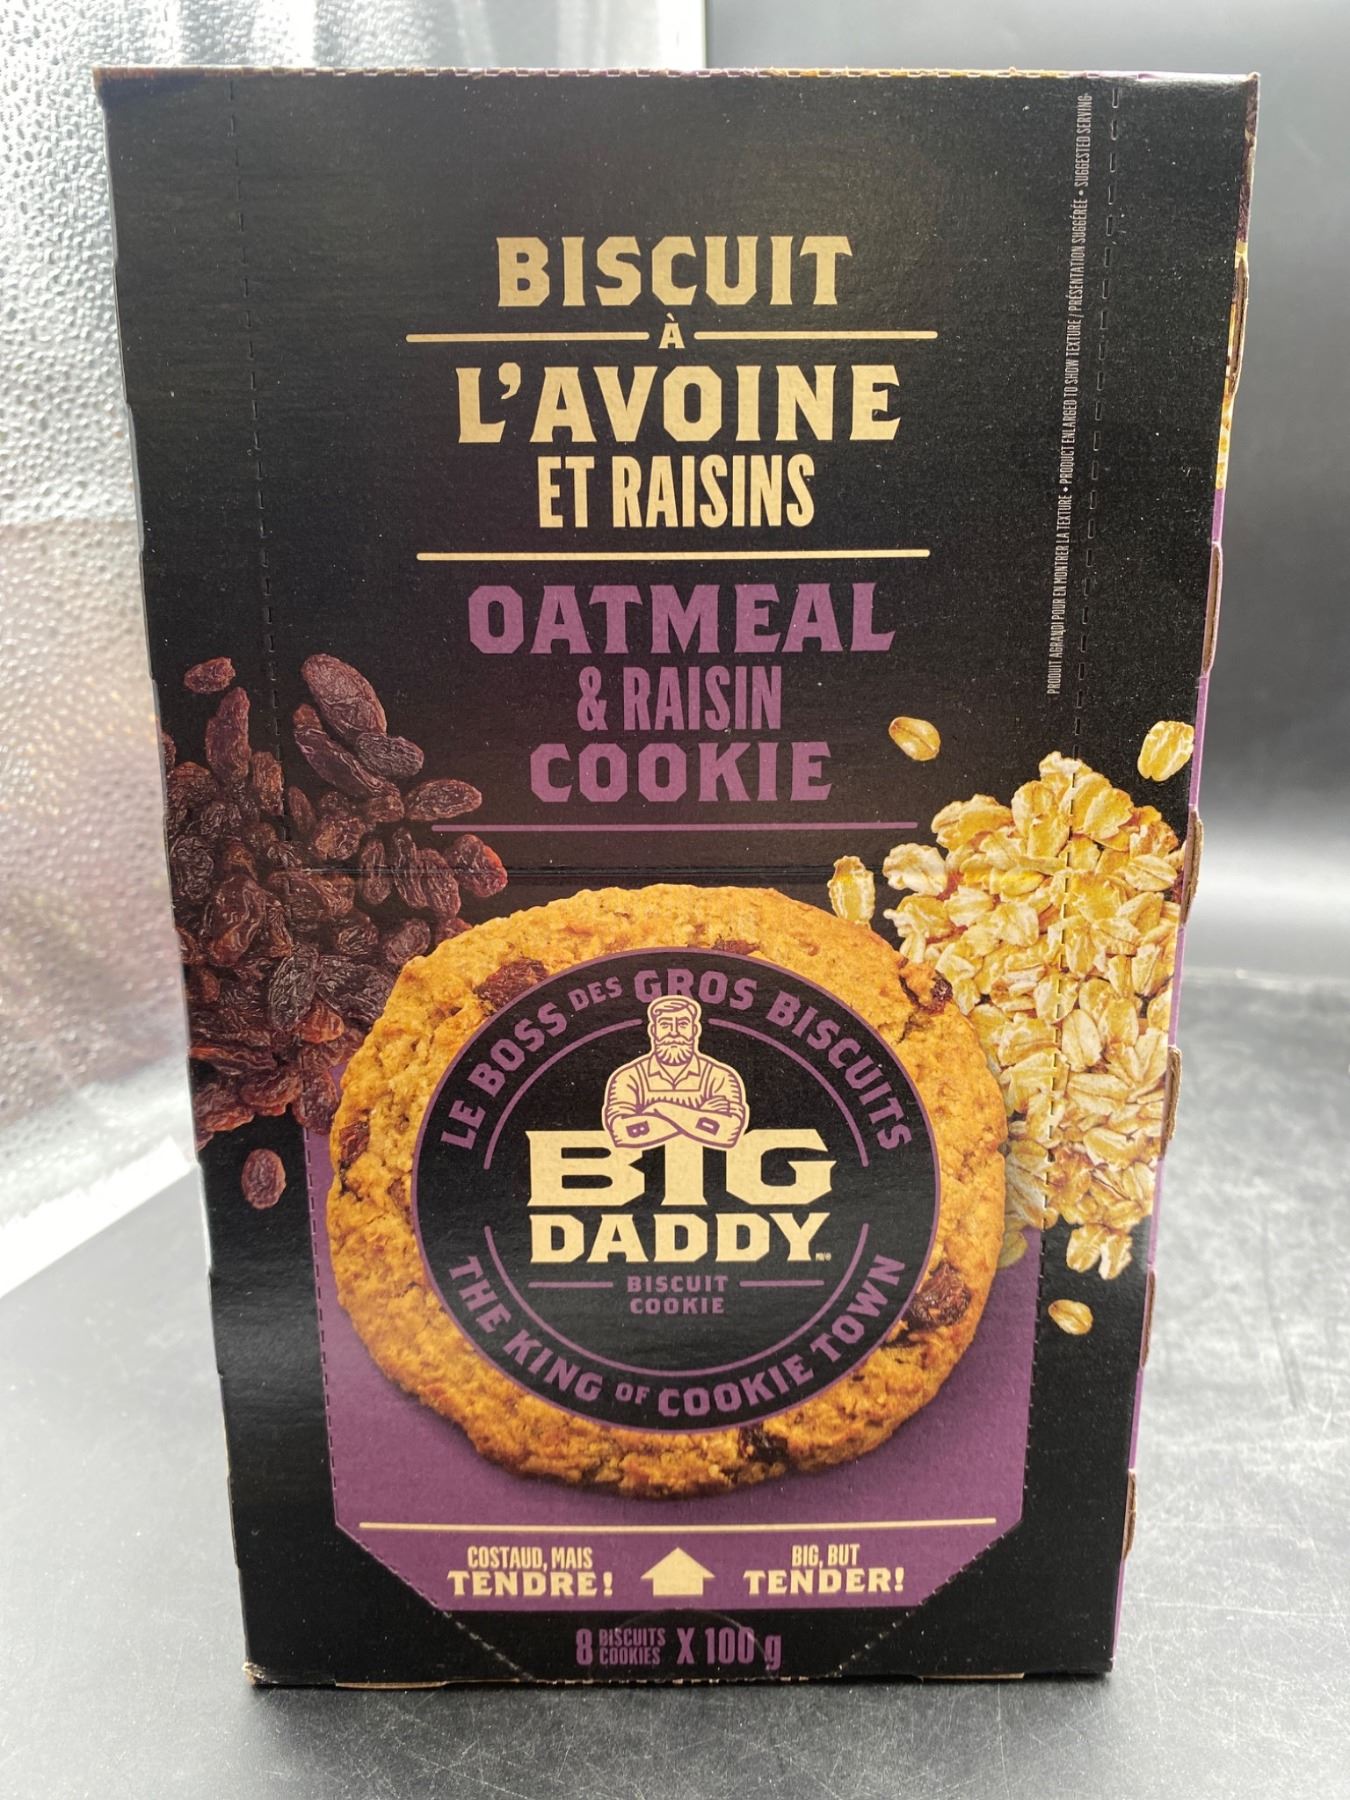 BISCUIT
À
L'AVOINE
ET RAISINS
OATMEAL
& RAISIN
COOKIE
PRODUIT AGRANDI POUR EN MONTRER LA TEXTURE • PRODUCT ENLARGED TO SHOW TEXTURE / PRÉSENTATION SUGGÉRÉE • SUGGESTED SERVING
LE BOSS DES GROS BISCUITS
B D
BIG
DADDY
BISCUIT
COOKIE
THE KING OF COOKIE TOWN
COSTAUD, MAIS
TENDRE!
BIG, BUT
TENDER!
8 BISCUITS COOKIES X 100 g